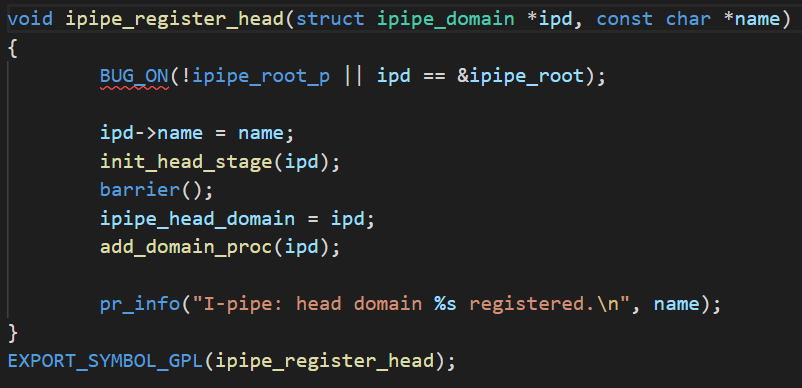 void ipipe_register_head(struct ipipe_domain *ipd, const char *name)
{
        BUG_ON(!ipipe_root_p || ipd == &ipipe_root);

        ipd->name = name;
        init_head_stage(ipd);
        barrier();
        ipipe_head_domain = ipd;
        add_domain_proc(ipd);

        pr_info("I-pipe: head domain %s registered.\n", name);
}
EXPORT_SYMBOL_GPL(ipipe_register_head);